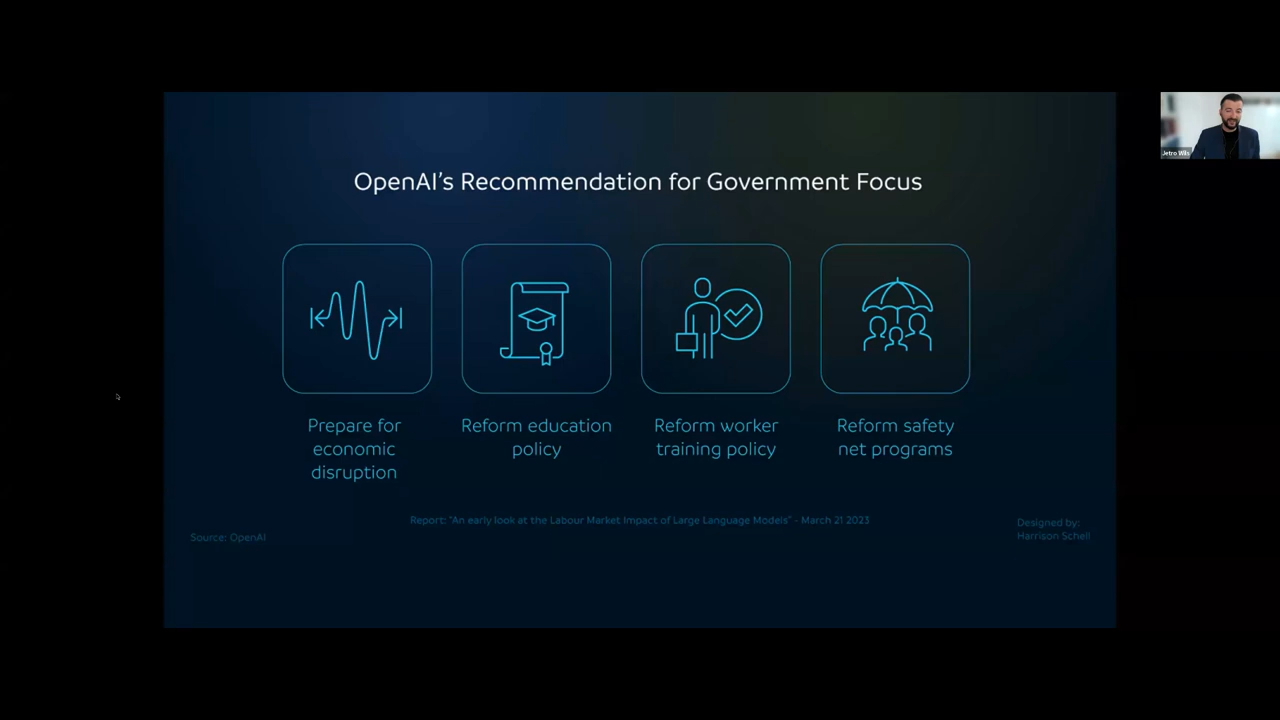 OpenAI's Recommendation for Government Focus
Prepare for
economic
disruption
Reform education
policy
Reform worker
training policy
Reform safety
net programs
Report: "An early look at the Labour Market Impact of Large Language Models" - March 21 2023
Source: OpenAI
Designed by:
Harrison Schell
Jetro Wils